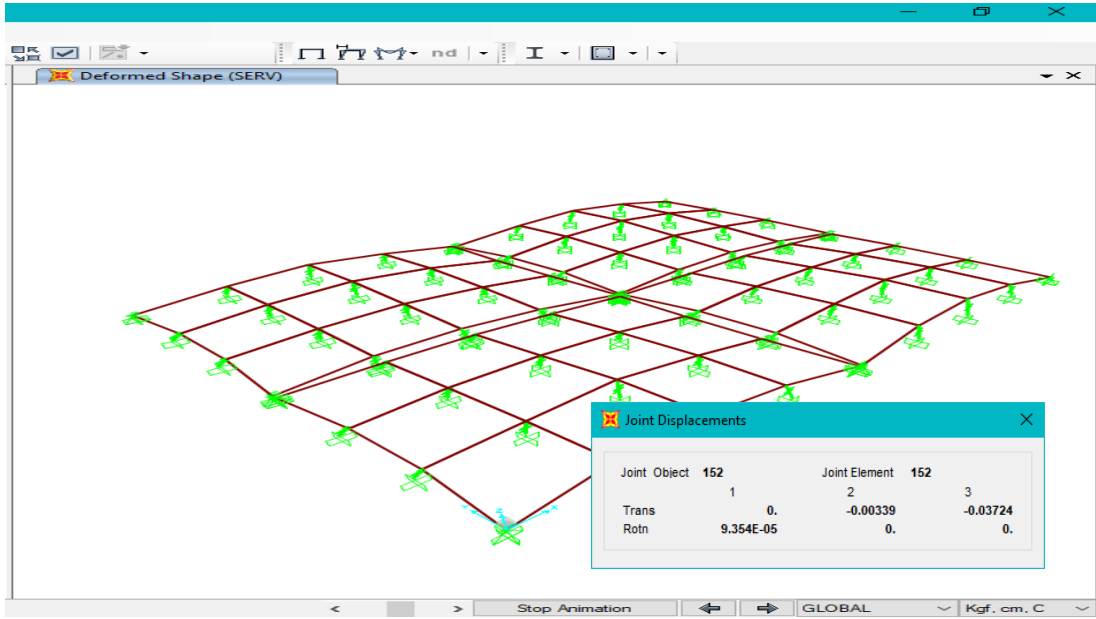 nd
Deformed Shape (SERV)
Joint Displacements
Joint Object 152 Joint Element 152
1 2 3
Trans 0. -0.00339 -0.03724
Rotn 9.354E-05 0. 0.
Stop Animation GLOBAL Kgf, cm, C